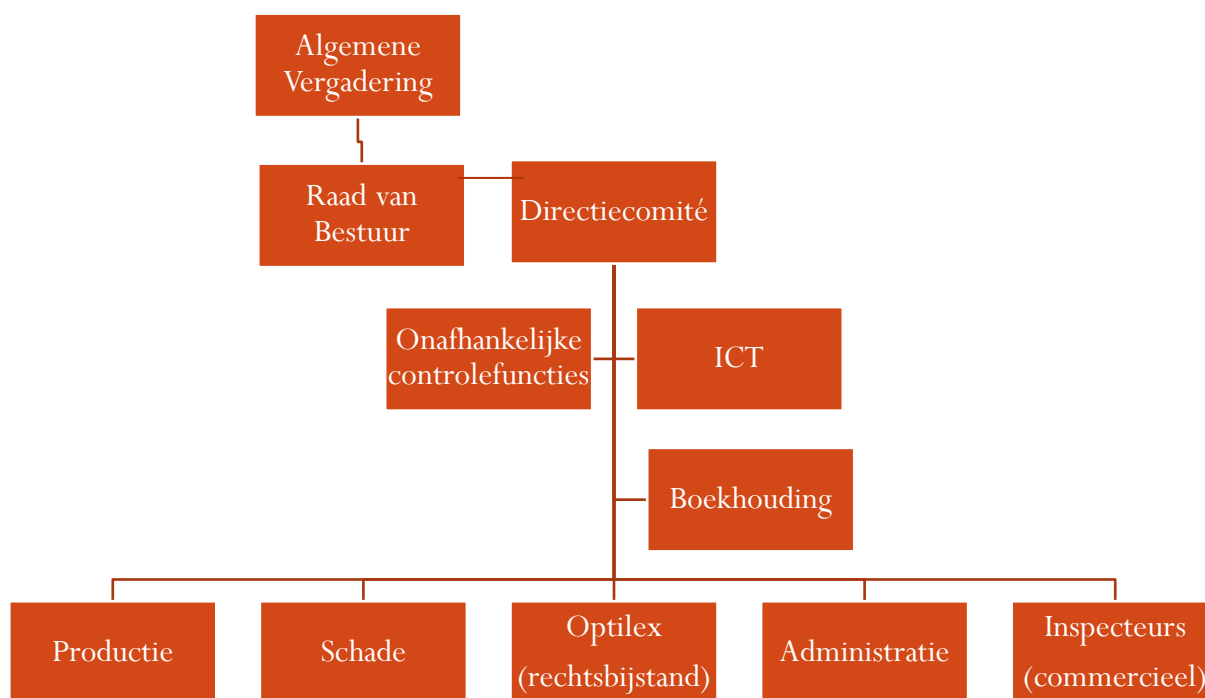 Algemene
Vergadering
Raad van
Bestuur
Directiecomité
Onafhankelijke
controlefuncties
ICT
Boekhouding
Productie
Schade
Optilex
(rechtsbijstand)
Administratie
Inspecteurs
(commercieel)